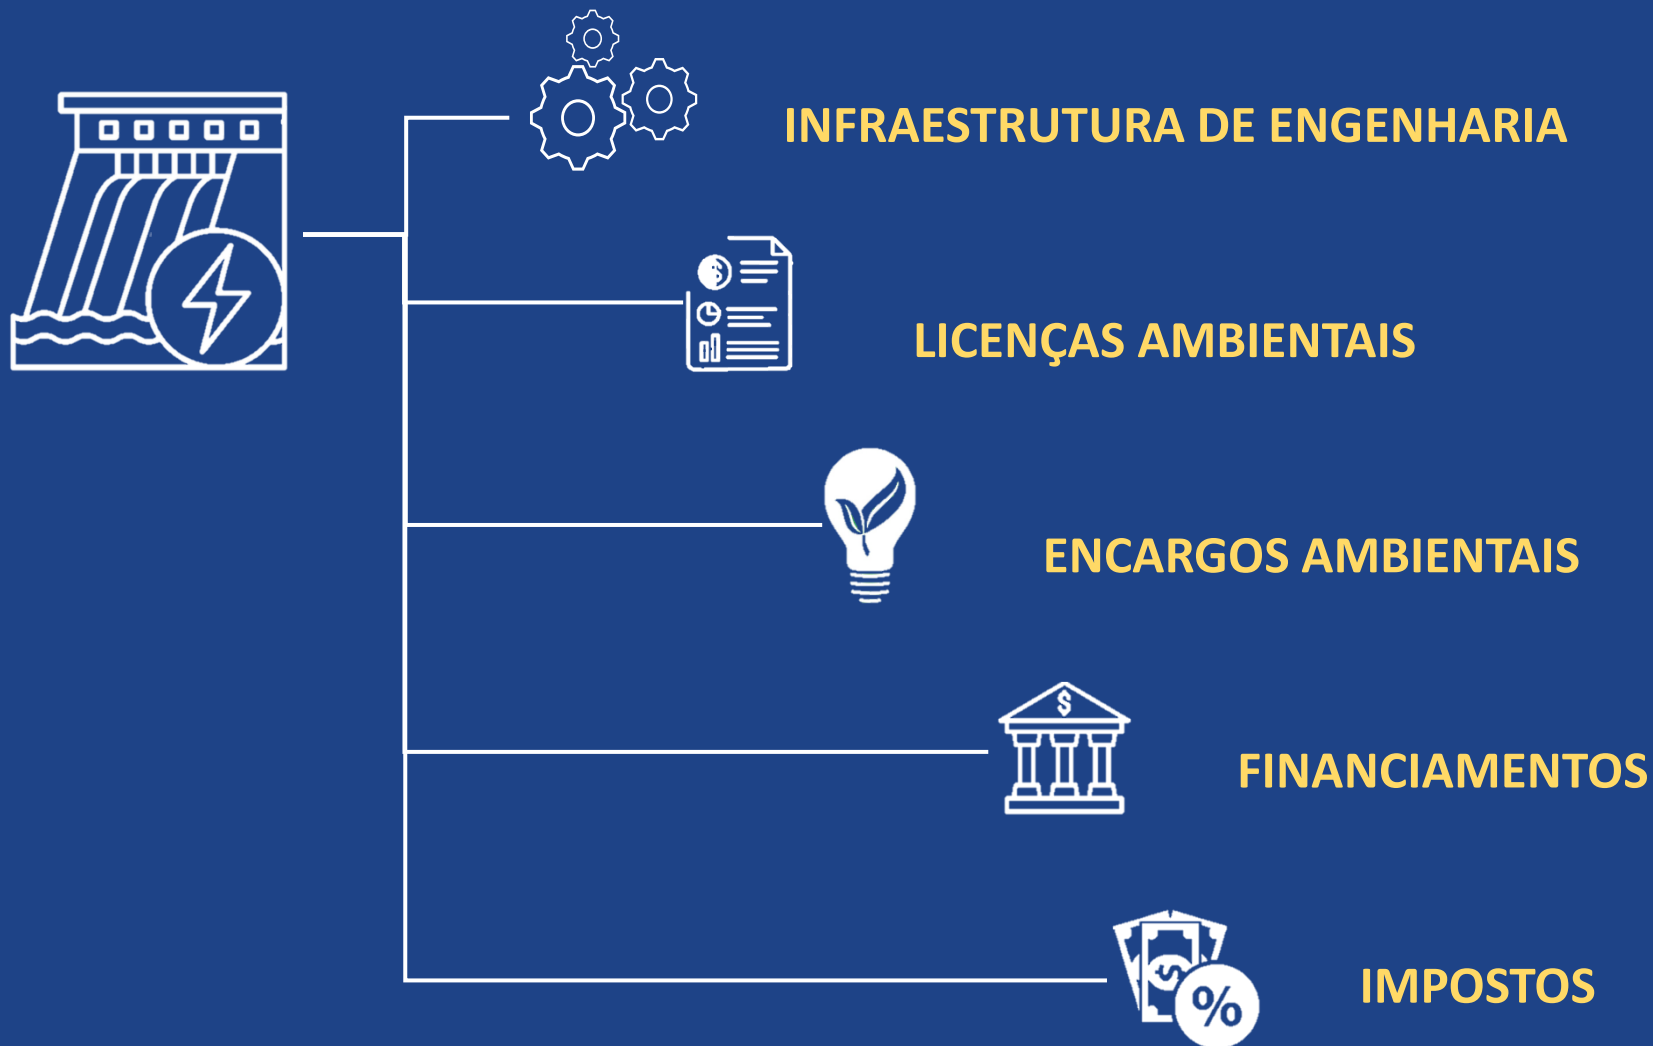 INFRAESTRUTURA DE ENGENHARIA
$
LICENÇAS AMBIENTAIS
ENCARGOS AMBIENTAIS
$
FINANCIAMENTOS
$
%
IMPOSTOS